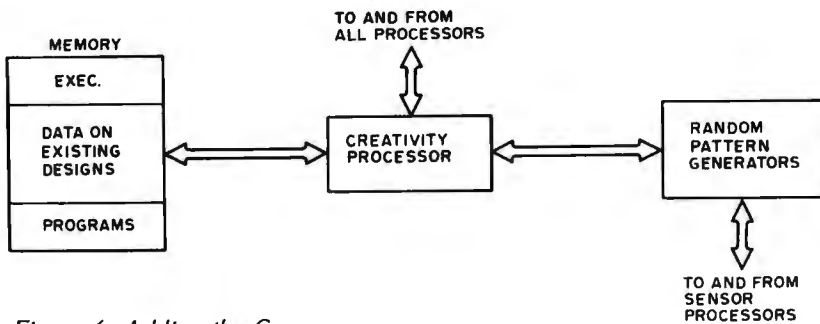 TO AND FROM
ALL PROCESSORS
MEMORY
EXEC.
DATA ON
EXISTING
DESIGNS
PROGRAMS
CREATIVITY
PROCESSOR
RANDOM
PATTERN
GENERATORS
TO AND FROM
SENSOR
PROCESSORS